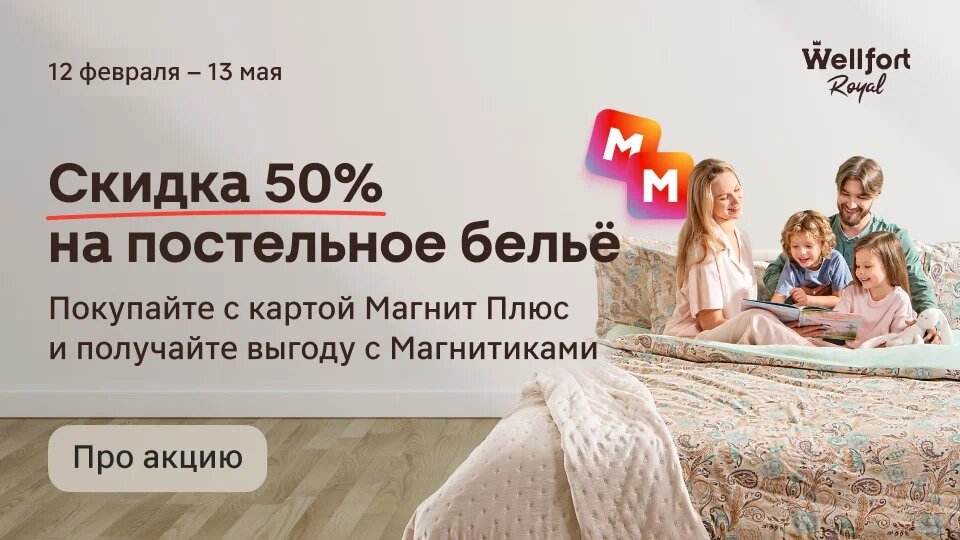 12 февраля – 13 мая
Wellfort
Royal
М
М
Скидка 50%
на постельное бельё
Покупайте с картой Магнит Плюс
и получайте выгоду с Магнитиками
Про акцию